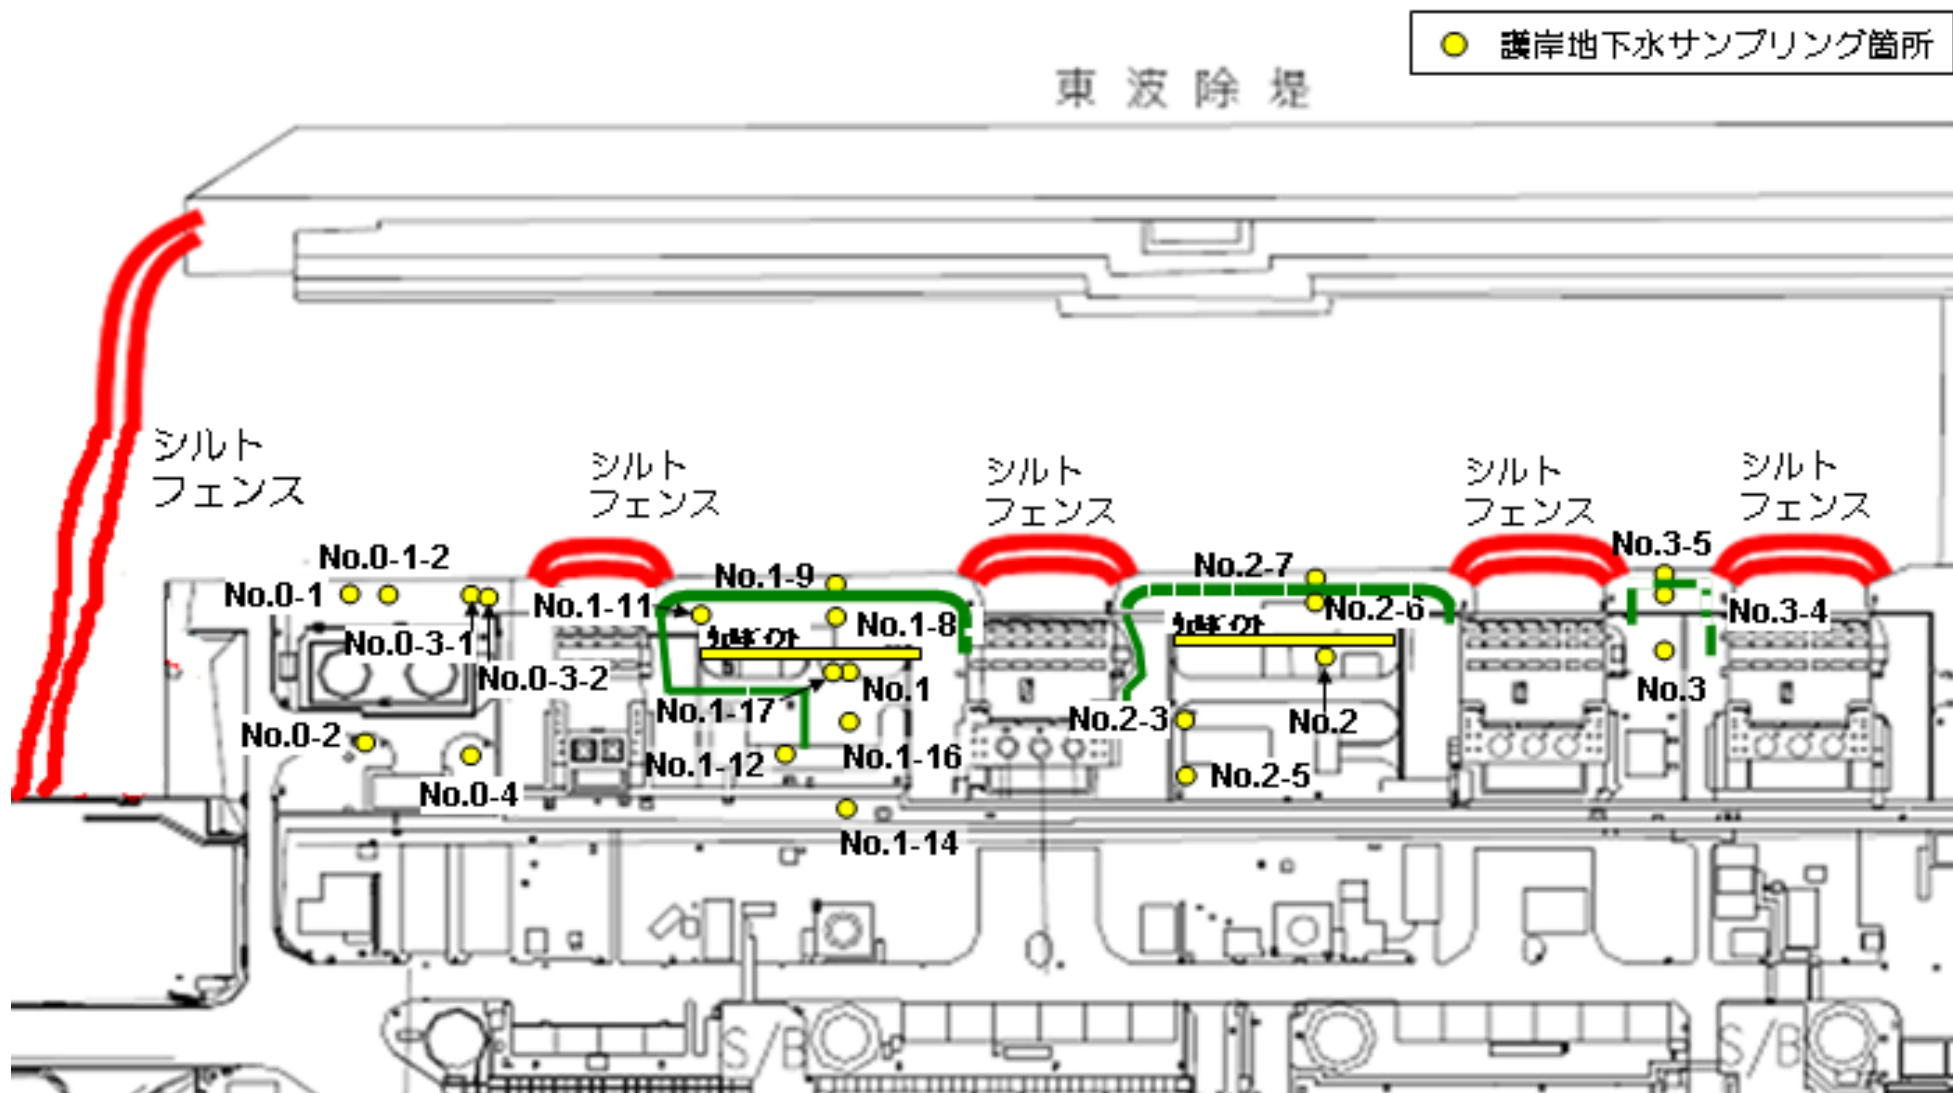 護岸地下水サンプリング箇所
東波除堤
シルト
フェンス
シルト
フェンス
シルト
フェンス
シルト
フェンス
シルト
フェンス
No.0-1-2
No.0-1
No.0-3-1
No.0-3-2
No.0-2
No.0-4
No.1-9
No.1-11
No.1-8
No.1
No.1-17
No.1-16
No.1-12
No.1-14
No.2-7
No.2-6
No.2-3
No.2
No.2-5
No.3-5
No.3-4
No.3
S/B
S/B